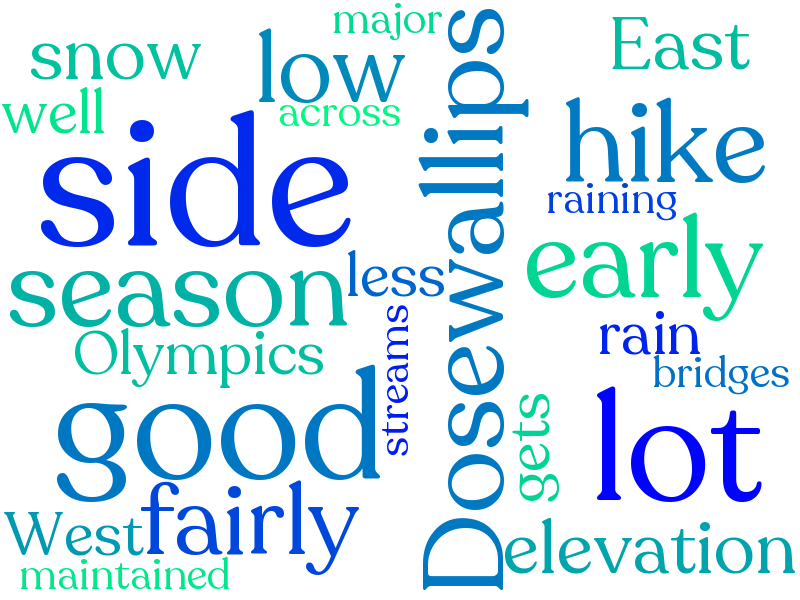 major
snow
low
East
well
across
side
Dosewallips
hike
raining
early
season
less
Olympics
streams
rain
bridges
good
gets
lot
West
fairly
elevation
maintained